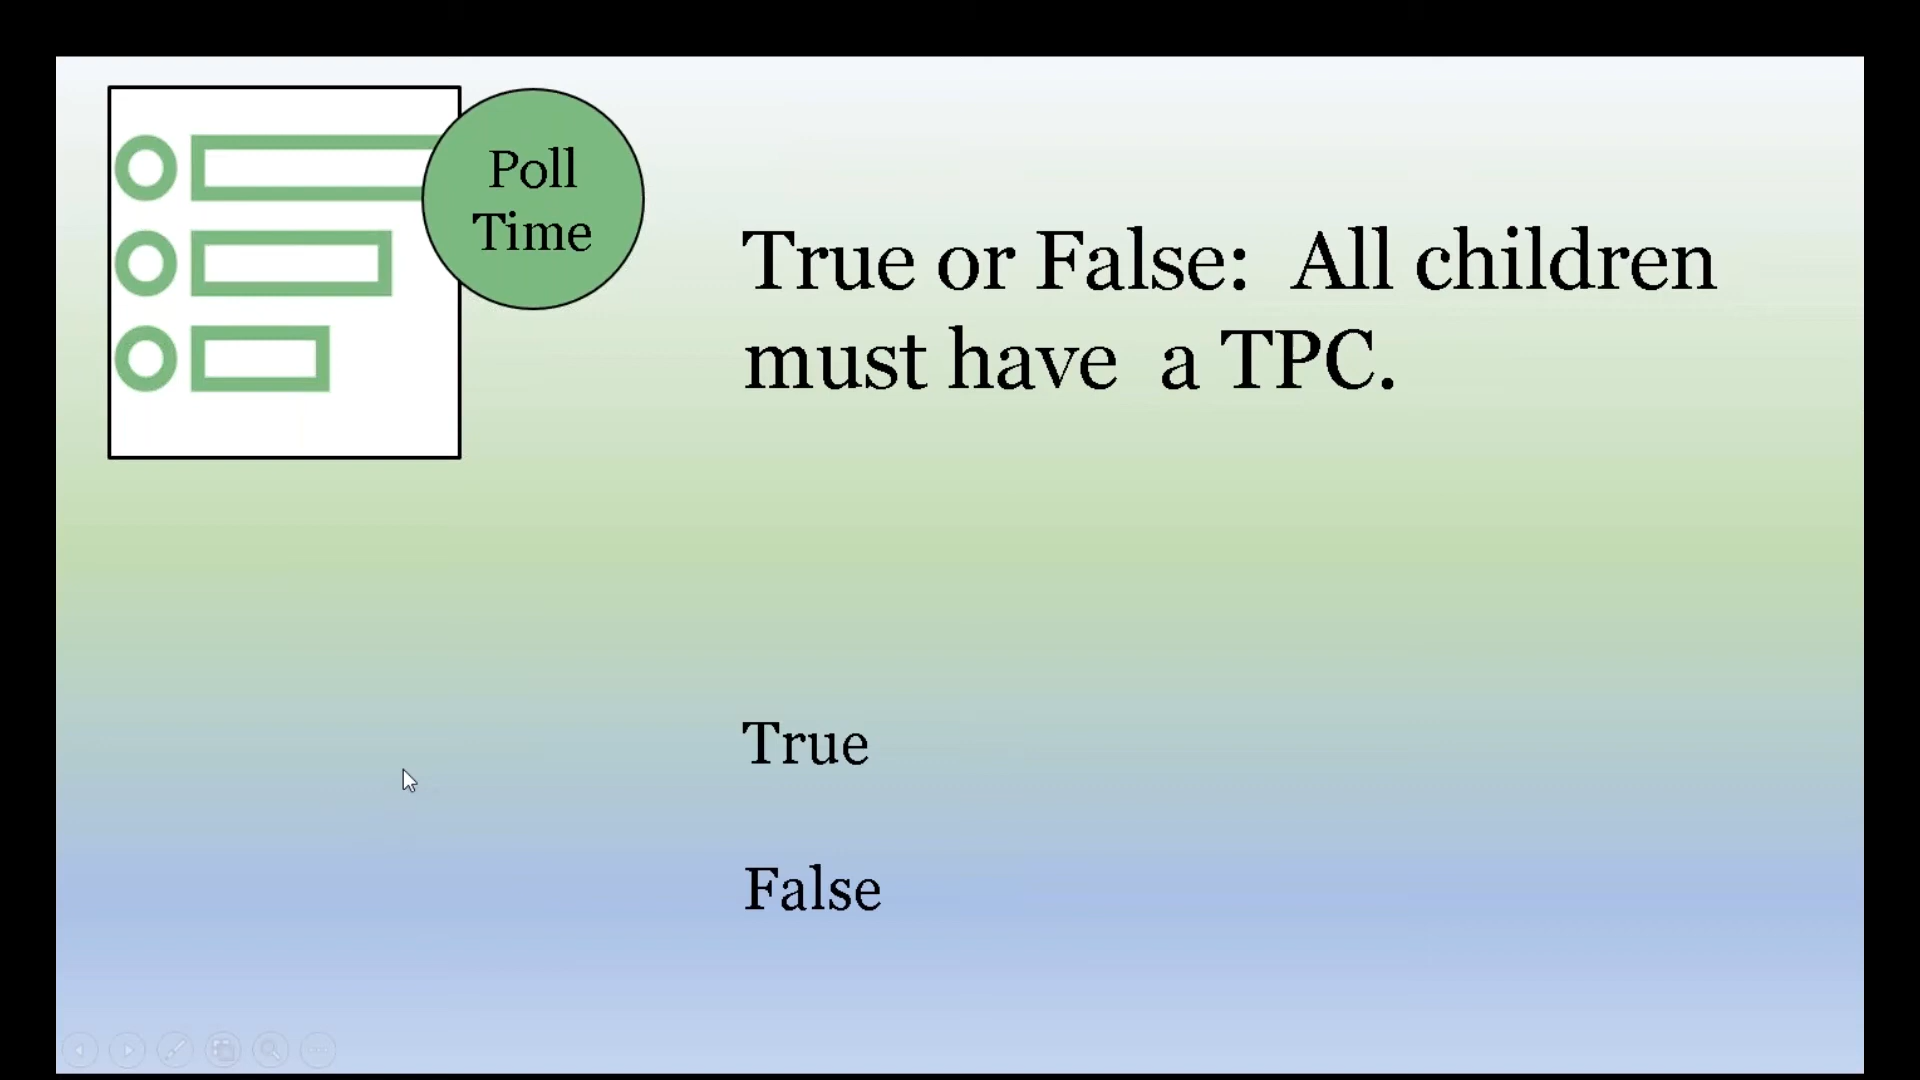 Poll
Time
True or False:  All children
must have  a TPC.
True
False